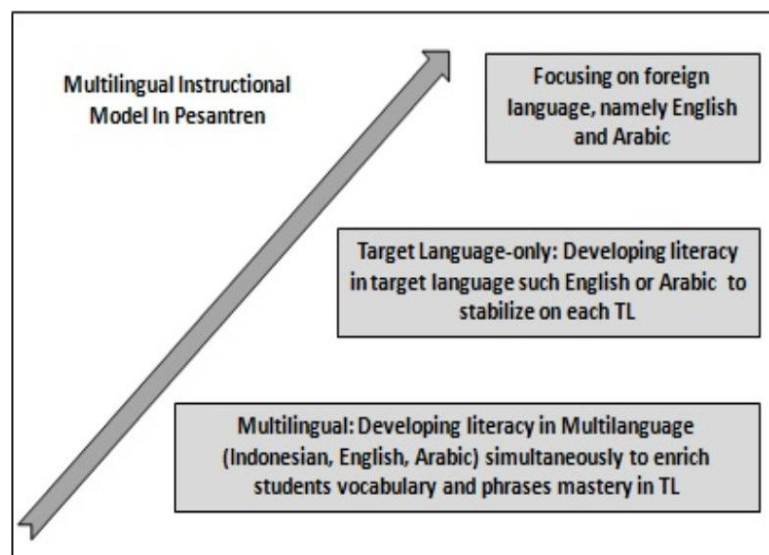 Multilingual Instructional
Model In Pesantren
Focusing on foreign
language, namely English
and Arabic
Target Language-only: Developing literacy
in target language such English or Arabic to
stabilize on each TL
Multilingual: Developing literacy in Multilanguage
(Indonesian, English, Arabic) simultaneously to enrich
students vocabulary and phrases mastery in TL